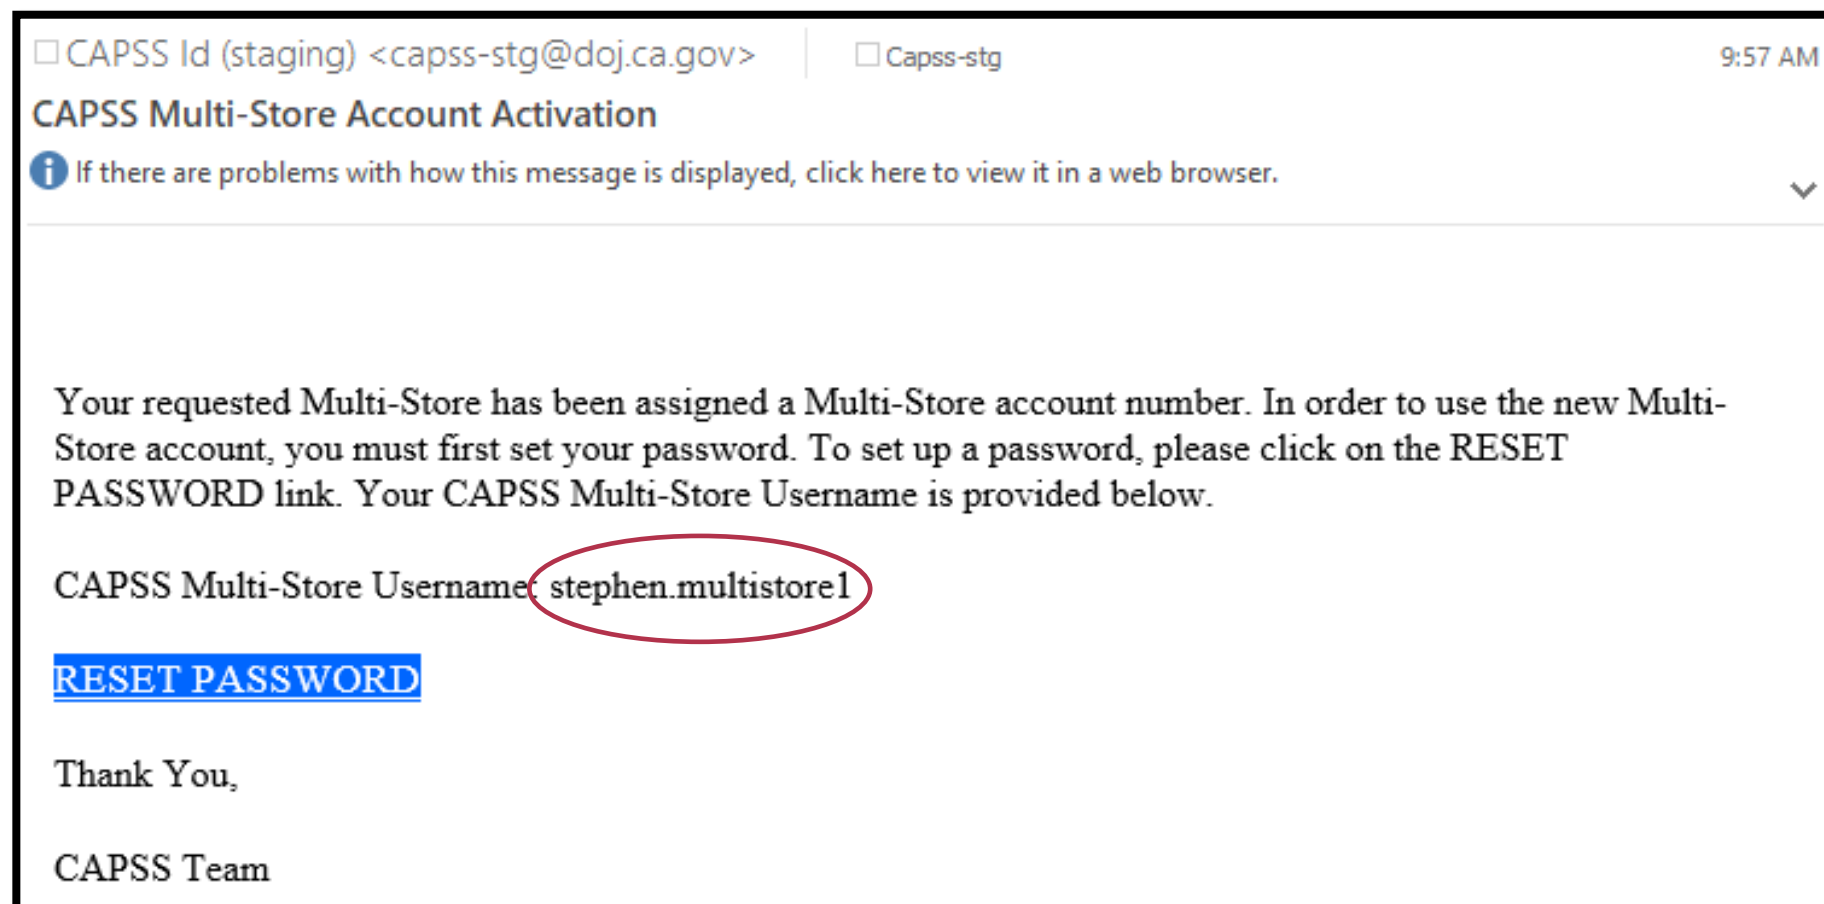 CAPSS Id (staging) <capss-stg@doj.ca.gov> Capss-stg 9:57 AM
CAPSS Multi-Store Account Activation
If there are problems with how this message is displayed, click here to view it in a web browser.
Your requested Multi-Store has been assigned a Multi-Store account number. In order to use the new Multi-
Store account, you must first set your password. To set up a password, please click on the RESET
PASSWORD link. Your CAPSS Multi-Store Username is provided below.
CAPSS Multi-Store Username: stephen.multistore1
RESET PASSWORD
Thank You,
CAPSS Team